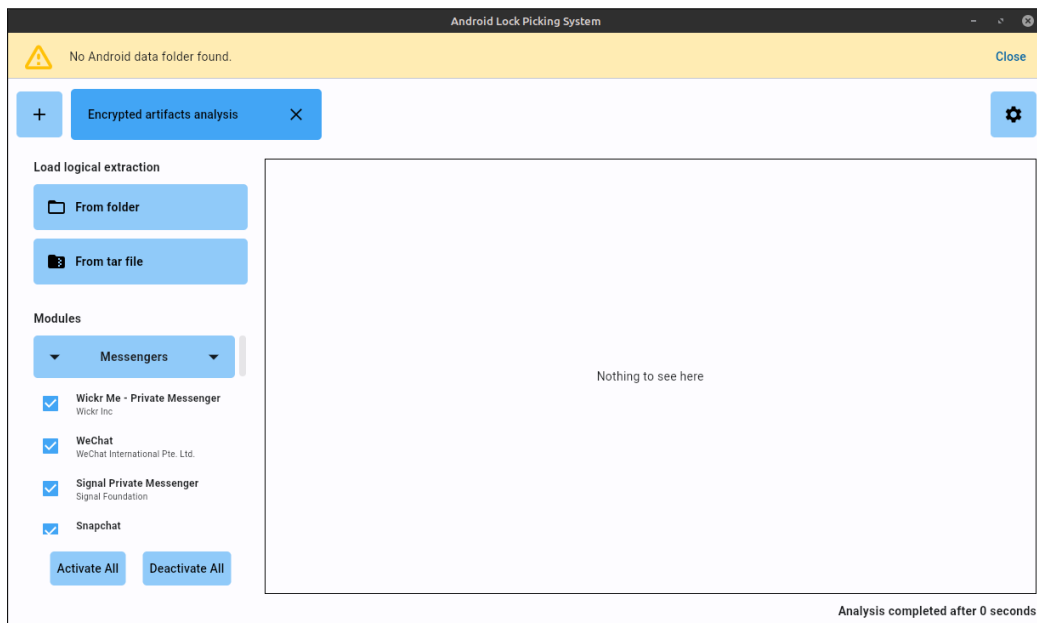 Android Lock Picking System
No Android data folder found.
Close
+
Encrypted artifacts analysis
Load logical extraction
From folder
From tar file
Modules
Messengers
Wickr Me - Private Messenger
Wickr Inc
WeChat
WeChat International Pte. Ltd.
Signal Private Messenger
Signal Foundation
Snapchat
Activate All
Deactivate All
Nothing to see here
Analysis completed after 0 seconds